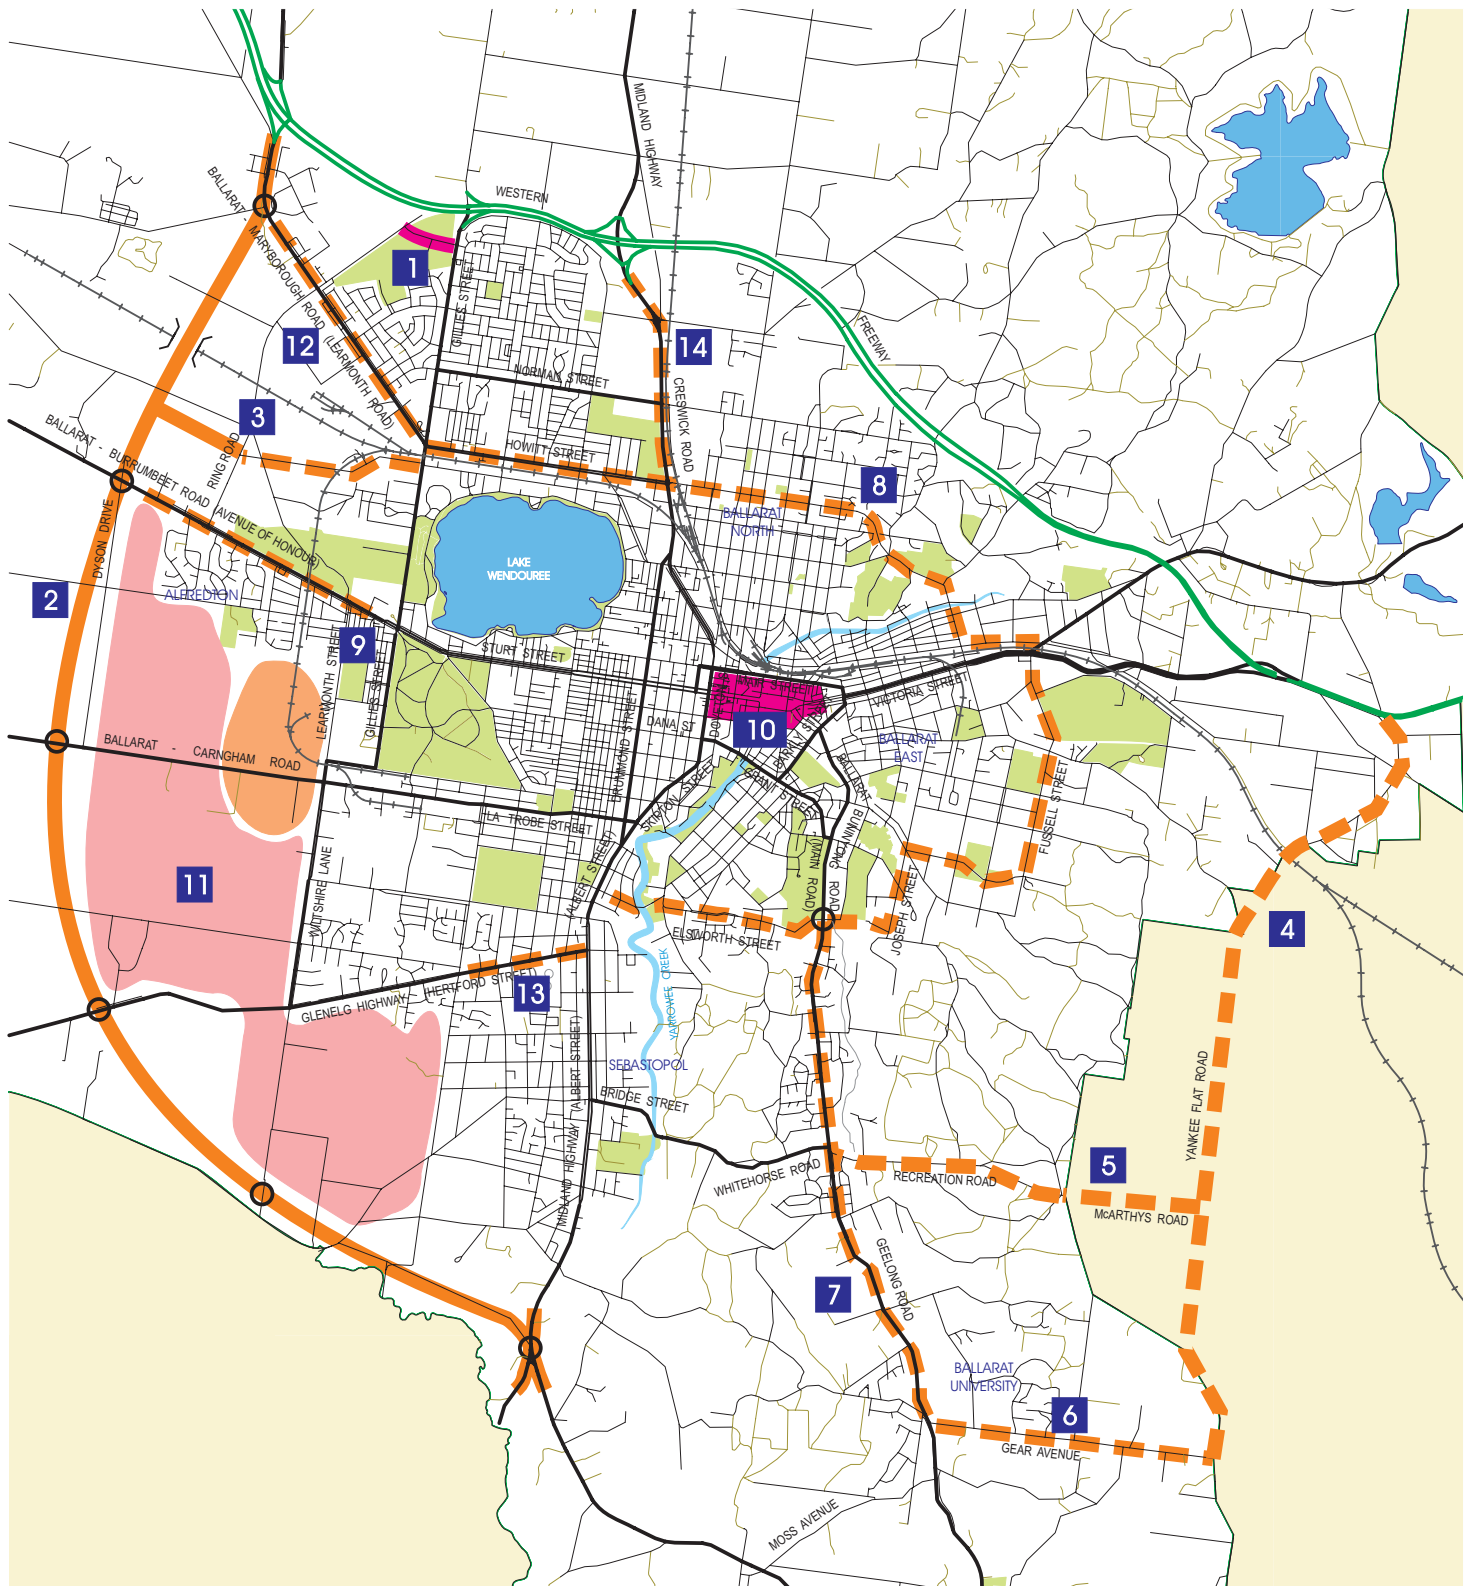 MIDLAND HIGHWAY
WESTERN
BALLARAT -
MARYBOROUGH ROAD
(LEARMONTH ROAD)
1
GILLIES STREET
12
14
FREEWAY
NORMAN STREET
CRESWICK ROAD
3
RING ROAD
BALLARAT -
BURRUMBEET ROAD
(AVENUE OF HONOUR)
HOWITT STREET
8
BALLARAT
NORTH
DYSON DRIVE
LAKE
WENDOUREE
2
ALFREDTON
9
STURT STREET
LEARMONTH STREET
GILLIES STREET
MAIR STREET
VICTORIA STREET
DANA ST
10
BALLARAT
EAST
BALLARAT - CARNGHAM ROAD
DRUMMOND STREET
SKIPTON STREET
GRANT STREET
BALLARAT
BUNINYONG ROAD
(MAIN ROAD)
FUSSELL STREET
LA TROBE STREET
(ALBERT STREET)
11
WILTSHIRE LANE
JOSEPH STREET
ELSWORTH STREET
4
13
GLENELG HIGHWAY - (HERTFORD STREET)
YARROWEE CREEK
SEBASTOPOL
BRIDGE STREET
MIDLAND HIGHWAY (ALBERT STREET)
YANKEE FLAT ROAD
5
WHITEHORSE ROAD
RECREATION ROAD
McARTHYS ROAD
7
GEELONG ROAD
BALLARAT
UNIVERSITY
6
GEAR AVENUE
MOSS AVENUE